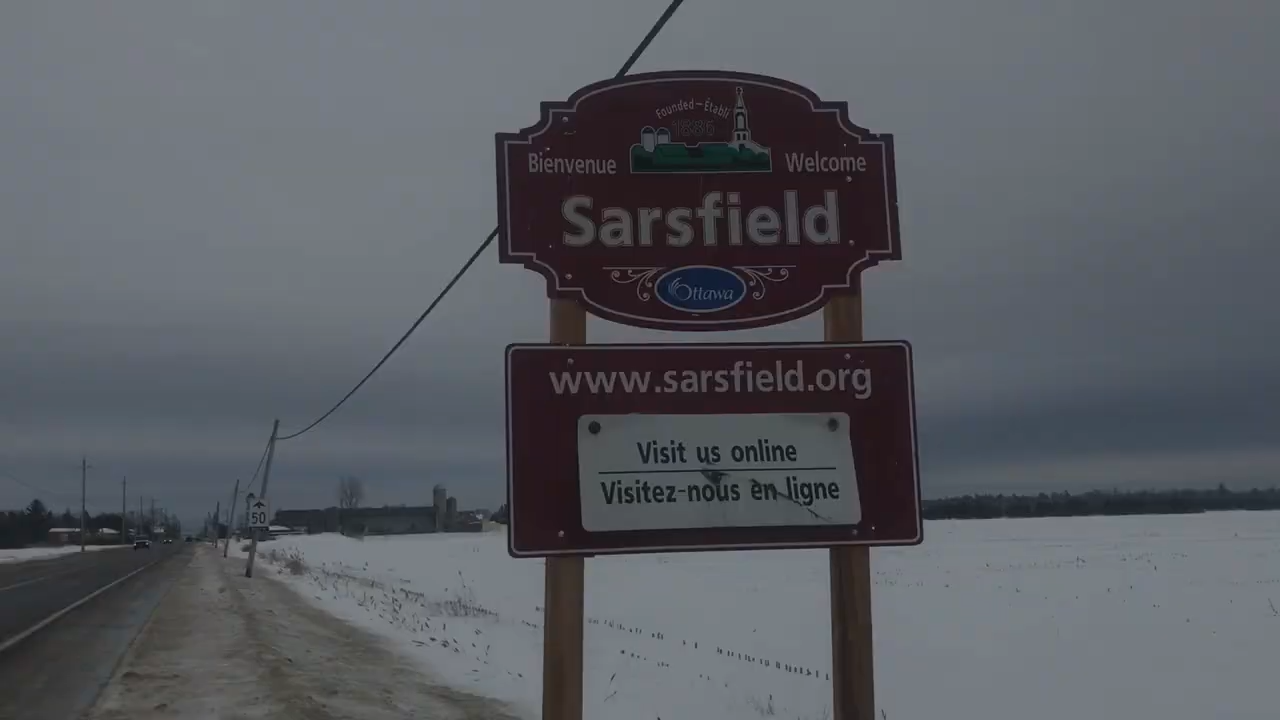 Founded - Établi
1886
Bienvenue
Welcome
Sarsfield
Ottawa
www.sarsfield.org
Visit us online
Visitez-nous en ligne
50